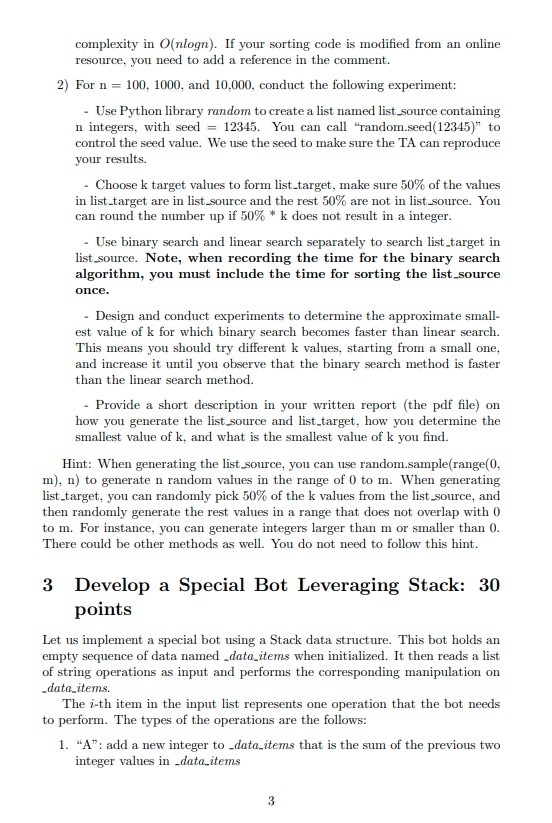 complexity in O(nlogn). If your sorting code is modified from an online
resource, you need to add a reference in the comment.
2) For n = 100, 1000, and 10,000, conduct the following experiment:
- Use Python library random to create a list named list_source containing
n integers, with seed = 12345. You can call “random.seed(12345)” to
control the seed value. We use the seed to make sure the TA can reproduce
your results.
- Choose k target values to form list_target, make sure 50% of the values
in list_target are in list_source and the rest 50% are not in list_source. You
can round the number up if 50% * k does not result in a integer.
- Use binary search and linear search separately to search list_target in
list_source. Note, when recording the time for the binary search
algorithm, you must include the time for sorting the list_source
once.
- Design and conduct experiments to determine the approximate small-
est value of k for which binary search becomes faster than linear search.
This means you should try different k values, starting from a small one,
and increase it until you observe that the binary search method is faster
than the linear search method.
- Provide a short description in your written report (the pdf file) on
how you generate the list_source and list_target, how you determine the
smallest value of k, and what is the smallest value of k you find.
Hint: When generating the list_source, you can use random.sample(range(0,
m), n) to generate n random values in the range of 0 to m. When generating
list_target, you can randomly pick 50% of the k values from the list_source, and
then randomly generate the rest values in a range that does not overlap with 0
to m. For instance, you can generate integers larger than m or smaller than 0.
There could be other methods as well. You do not need to follow this hint.
3 Develop a Special Bot Leveraging Stack: 30
points
Let us implement a special bot using a Stack data structure. This bot holds an
empty sequence of data named _data_items when initialized. It then reads a list
of string operations as input and performs the corresponding manipulation on
_data_items.
The i-th item in the input list represents one operation that the bot needs
to perform. The types of the operations are the follows:
1. “A”: add a new integer to _data_items that is the sum of the previous two
integer values in _data_items
3